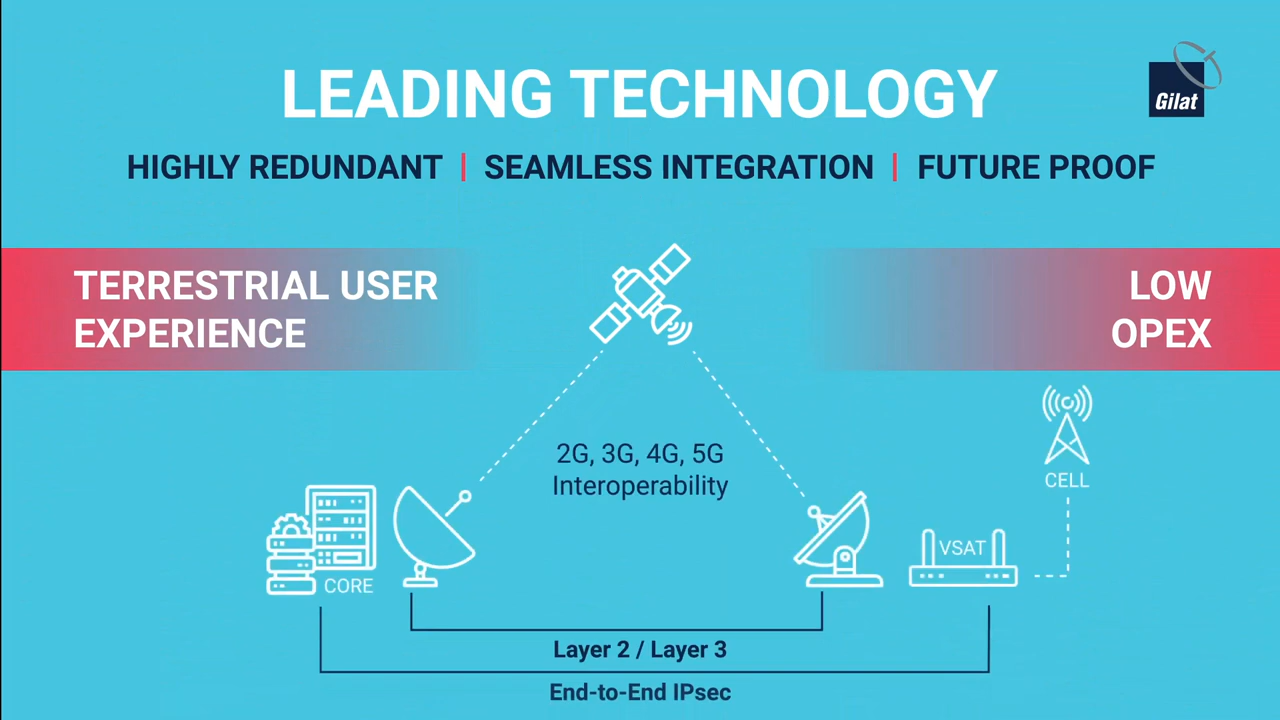 LEADING TECHNOLOGY
Gilat
HIGHLY REDUNDANT | SEAMLESS INTEGRATION | FUTURE PROOF
TERRESTRIAL USER
EXPERIENCE
LOW
OPEX
2G, 3G, 4G, 5G
Interoperability
CELL
VSAT
CORE
Layer 2 / Layer 3
End-to-End IPsec